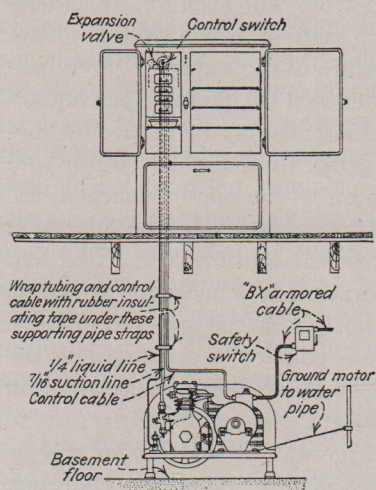 Expansion
valve
Control switch
Wrap tubing and control
cable with rubber insul-
ating tape under these
supporting pipe straps
"BX" armored
cable
Safety
switch
1/4" liquid line
7/16" suction line
Control cable
Ground motor
to water
pipe
Basement
floor